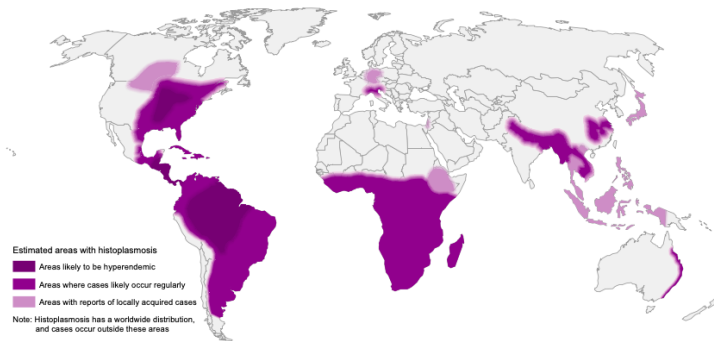 Estimated areas with histoplasmosis
Areas likely to be hyperendemic
Areas where cases likely occur regularly
Areas with reports of locally acquired cases
Note: Histoplasmosis has a worldwide distribution,
and cases occur outside these areas